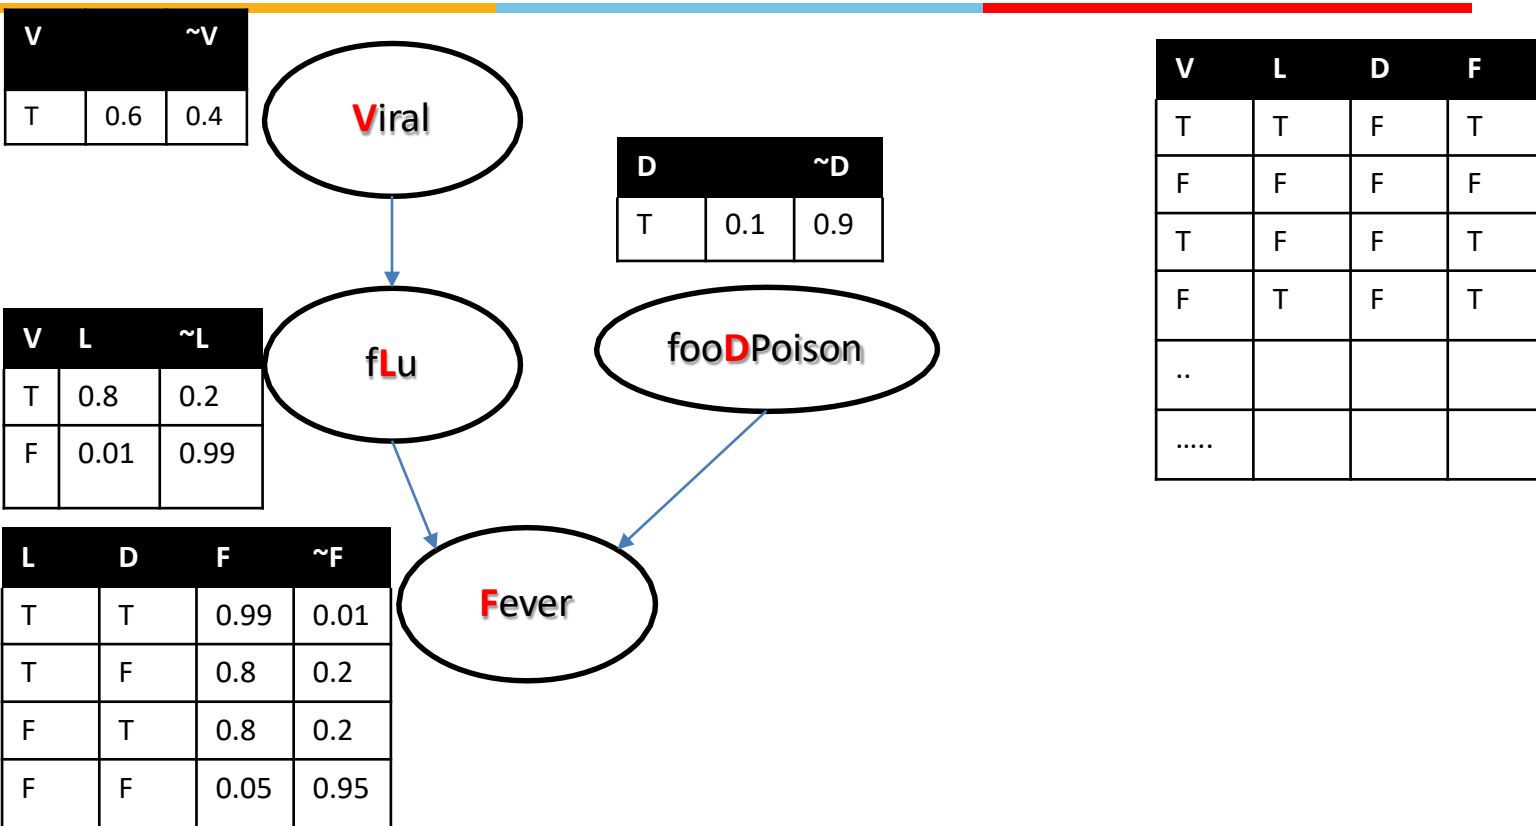 V ~V
T 0.6 0.4
Viral
D ~D
T 0.1 0.9
V L ~L
T 0.8 0.2
F 0.01 0.99
fLu
fooDPoison
L D F ~F
T T 0.99 0.01
T F 0.8 0.2
F T 0.8 0.2
F F 0.05 0.95
Fever
V L D F
T T F T
F F F F
T F F T
F T F T
..
.....